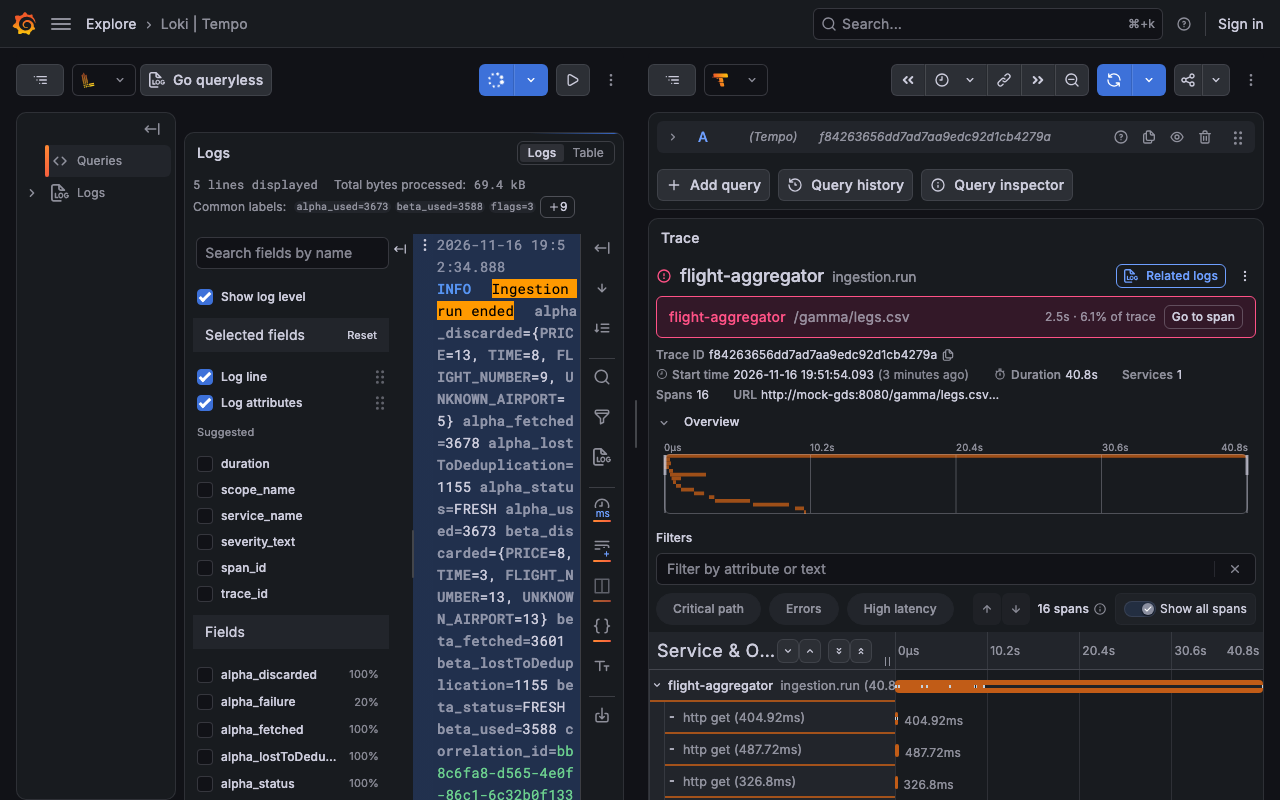 Explore › Loki | Tempo
Search...
⌘+k
Sign in
LOG Go queryless
Queries
LOG Logs
Logs
Logs Table
5 lines displayed Total bytes processed: 69.4 kB
Common labels: alpha_used=3673 beta_used=3588 flags=3 +9
Search fields by name
Show log level
Selected fields Reset
Log line
Log attributes
Suggested
duration
scope_name
service_name
severity_text
span_id
trace_id
Fields
alpha_discarded 100%
alpha_failure 20%
alpha_fetched 100%
alpha_lostToDedu... 100%
alpha_status 100%
2026-11-16 19:5
2:34.888
INFO Ingestion
run ended alpha
_discarded={PRIC
E=13, TIME=8, FL
IGHT_NUMBER=9, U
NKNOWN_AIRPORT=
5} alpha_fetched
=3678 alpha_lost
ToDeduplication=
1155 alpha_statu
s=FRESH alpha_us
ed=3673 beta_dis
carded={PRICE=8,
TIME=3, FLIGHT_N
UMBER=13, UNKNOW
N_AIRPORT=13} be
ta_fetched=3601
beta_lostToDedup
lication=1155 be
ta_status=FRESH
beta_used=3588 c
orrelation_id=bb
8c6fa8-d565-4e0f
-86c1-6c32b0f133
LOG
ms
A (Tempo) f84263656dd7ad7aa9edc92d1cb4279a
Add query
Query history
Query inspector
Trace
flight-aggregator ingestion.run
LOG Related logs
flight-aggregator /gamma/legs.csv 2.5s · 6.1% of trace Go to span
Trace ID f84263656dd7ad7aa9edc92d1cb4279a
Start time 2026-11-16 19:51:54.093 (3 minutes ago) Duration 40.8s Services 1
Spans 16 URL http://mock-gds:8080/gamma/legs.csv...
Overview
0μs 10.2s 20.4s 30.6s 40.8s
Filters
Filter by attribute or text
Critical path Errors High latency 16 spans Show all spans
Service & O... 0μs 10.2s 20.4s 30.6s 40.8s
flight-aggregator ingestion.run (40.8
http get (404.92ms) 404.92ms
http get (487.72ms) 487.72ms
http get (326.8ms) 326.8ms